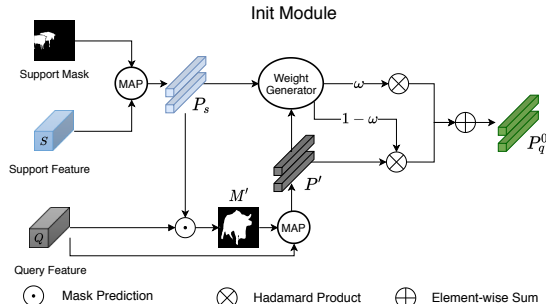 Init Module
Support Mask
MAP
P_s
Weight
Generator
ω
1 − ω
S
Support Feature
P_q^0
P′
M′
Q
MAP
Query Feature
Mask Prediction
Hadamard Product
Element-wise Sum